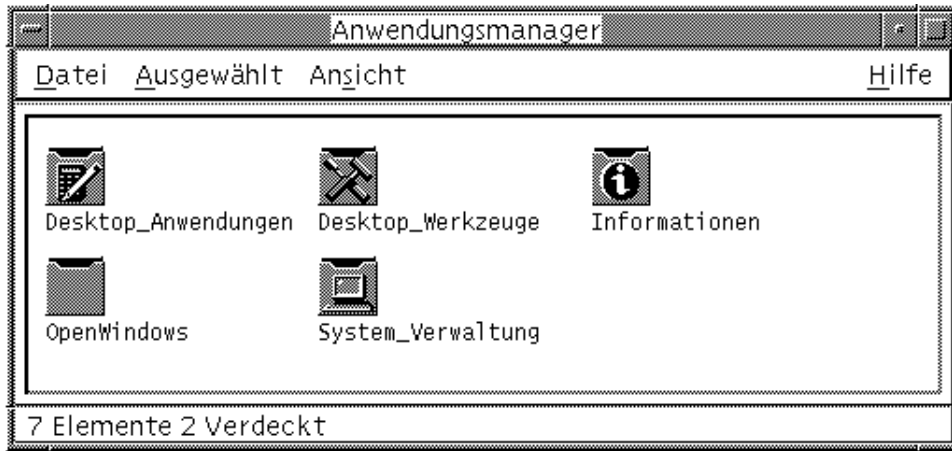 Anwendungsmanager
Datei Ausgewählt Ansicht Hilfe
Desktop_Anwendungen Desktop_Werkzeuge Informationen
OpenWindows System_Verwaltung
7 Elemente 2 Verdeckt